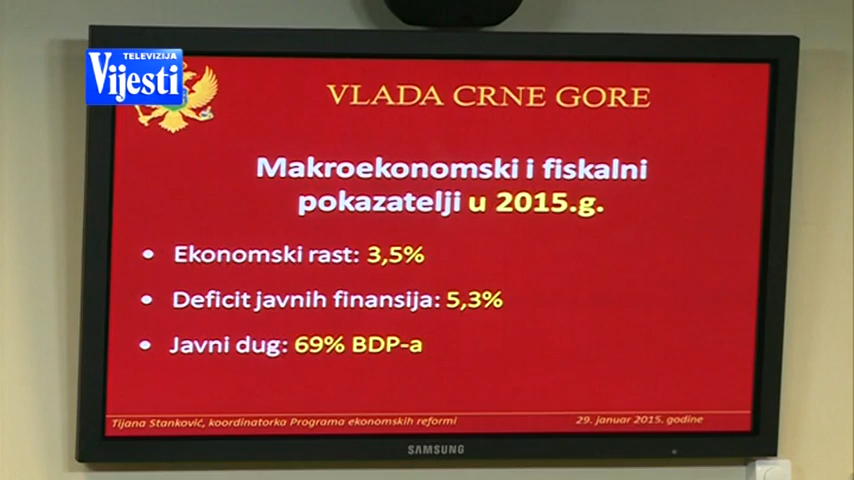 TELEVIZIJA
Vijesti
VLADA CRNE GORE
Makroekonomski i fiskalni
pokazatelji u 2015.g.
• Ekonomski rast: 3,5%
• Deficit javnih finansija: 5,3%
• Javni dug: 69% BDP-a
Tijana Stanković, koordinatorka Programa ekonomskih reformi 29. januar 2015. godine
SAMSUNG